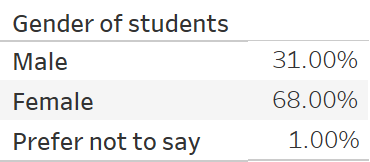 Gender of students
Male 31.00%
Female 68.00%
Prefer not to say 1.00%